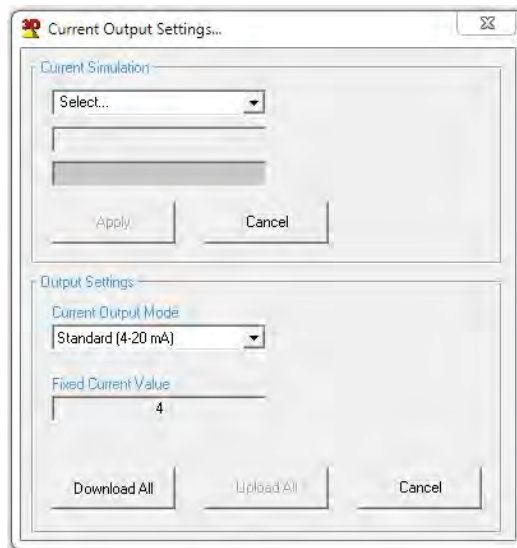 Current Output Settings...
Current Simulation
Select...
Apply Cancel
Output Settings
Current Output Mode
Standard (4-20 mA)
Fixed Current Value
4
Download All Upload All Cancel